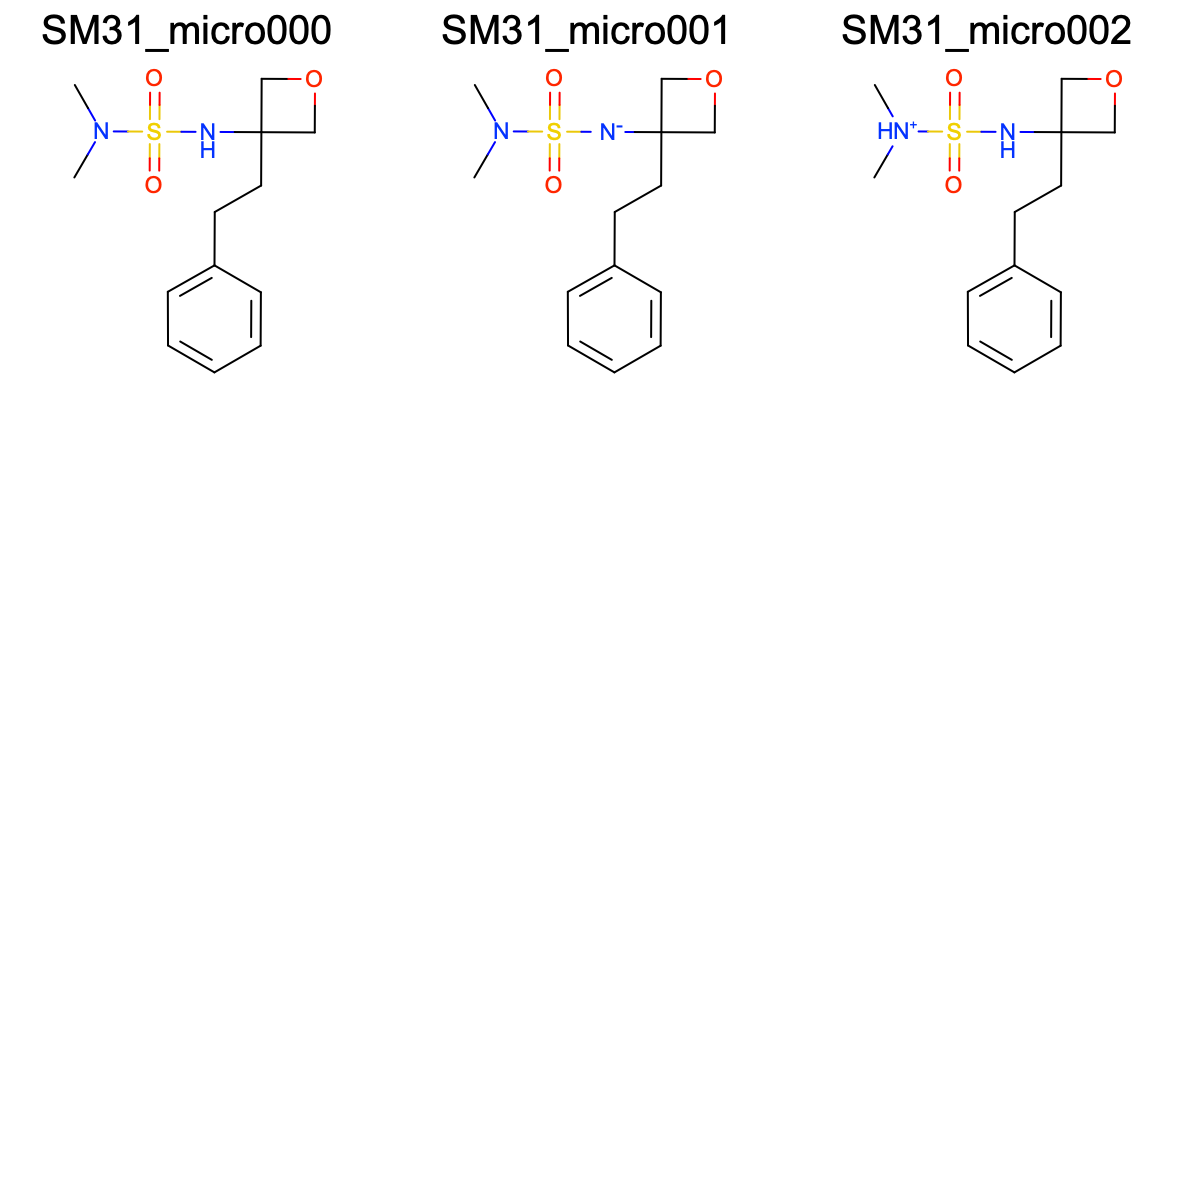 SM31_micro000 SM31_micro001 SM31_micro002
O O O O O O
N S N H N S N- HN+ S N H
O O O